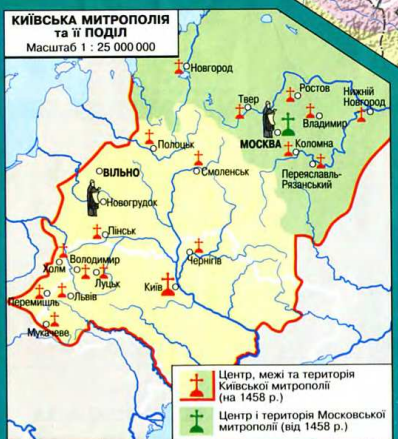 КИЇВСЬКА МИТРОПОЛІЯ
та її ПОДІЛ
Масштаб 1 : 25 000 000
Новгород
Ростов
Нижній
Новгород
Твер
Владимир
МОСКВА
Коломна
Переяславль-
Рязанський
Полоцьк
Смоленськ
ВІЛЬНО
Новогрудок
Пінськ
Чернігів
Володимир
Холм
Луцьк
Київ
Перемишль
Львів
Мукачеве
Центр, межі та територія
Київської митрополії
(на 1458 р.)
Центр і територія Московської
митрополії (від 1458 р.)